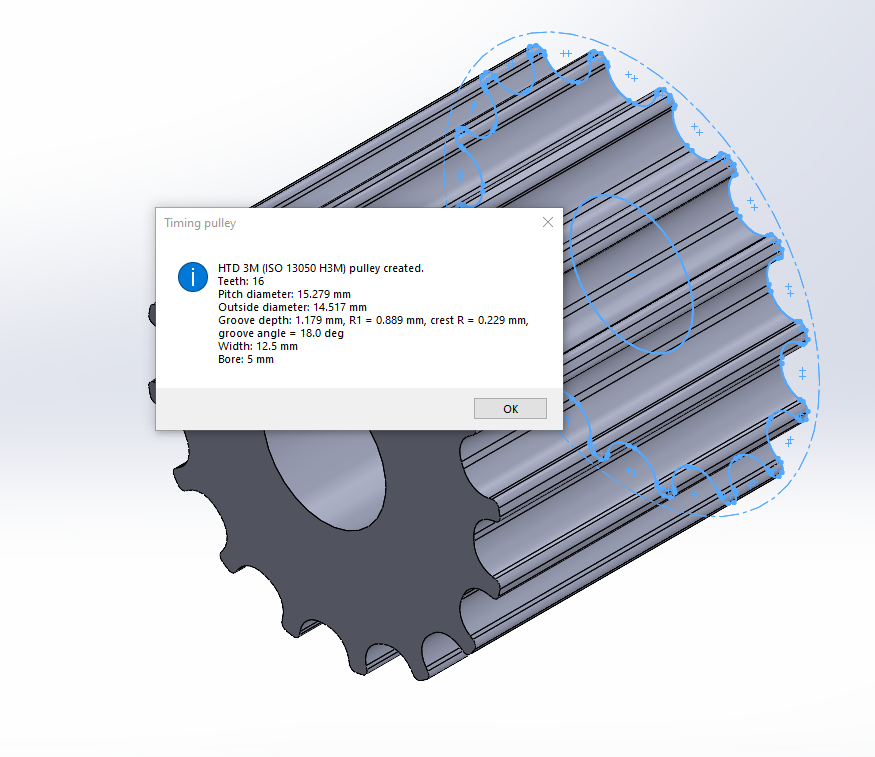 Timing pulley
HTD 3M (ISO 13050 H3M) pulley created.
Teeth: 16
Pitch diameter: 15.279 mm
Outside diameter: 14.517 mm
Groove depth: 1.179 mm, R1 = 0.889 mm, crest R = 0.229 mm,
groove angle = 18.0 deg
Width: 12.5 mm
Bore: 5 mm
OK